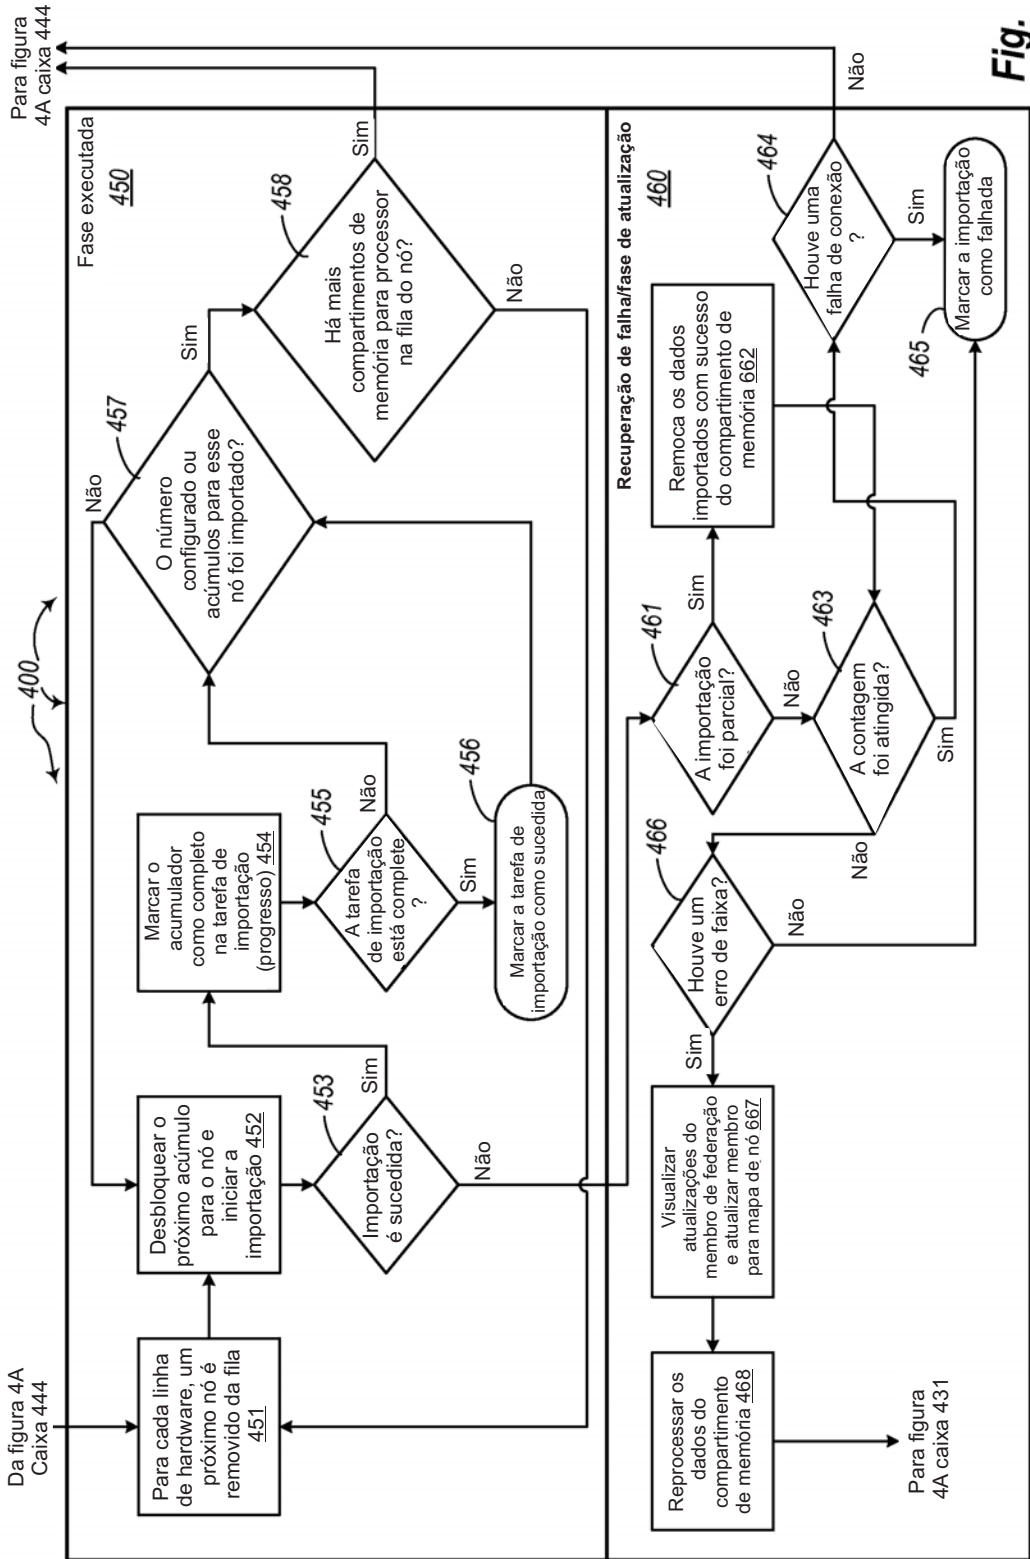 Da figura 4A
Caixa 444
400
Para figura
4A caixa 444
Fase executada
450
Para cada linha
de hardware, um
próximo nó é
removido da fila
451
Desbloquear o
próximo acúmulo
para o nó e
iniciar a
importação 452
453
Importação
é sucedida?
Sim
Não
Marcar o
acumulador
como completo
na tarefa de
importação
(progresso) 454
455
A tarefa
de importação
está complete
?
Não
Sim
456
Marcar a tarefa de
importação como sucedida
457
O número
configurado ou
acúmulos para esse
nó foi importado?
Não
Sim
458
Há mais
compartimentos de
memória para processor
na fila do nó?
Sim
Não
Recuperação de falha/fase de atualização
460
461
A importação
foi parcial?
Sim
Não
Remoca os dados
importados com sucesso
do compartimento de
memória 662
463
A contagem
foi atingida?
Não
Sim
464
Houve uma
falha de conexão
?
Não
Sim
465
Marcar a importação
como falhada
466
Houve um
erro de faixa?
Sim
Não
Visualizar
atualizações do
membro de federação
e atualizar membro
para mapa de nó 667
Reprocessar os
dados do
compartimento
de memória 468
Para figura
4A caixa 431
Fig.